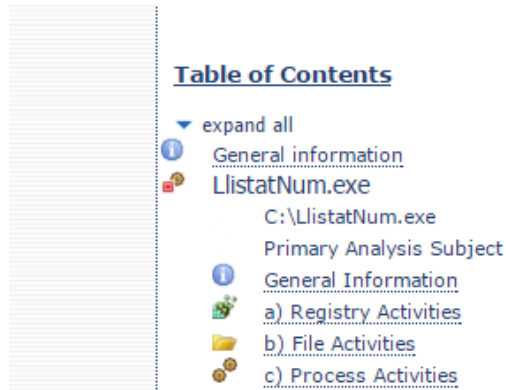 Table of Contents
expand all
General information
LlistatNum.exe
C:\LlistatNum.exe
Primary Analysis Subject
General Information
a) Registry Activities
b) File Activities
c) Process Activities